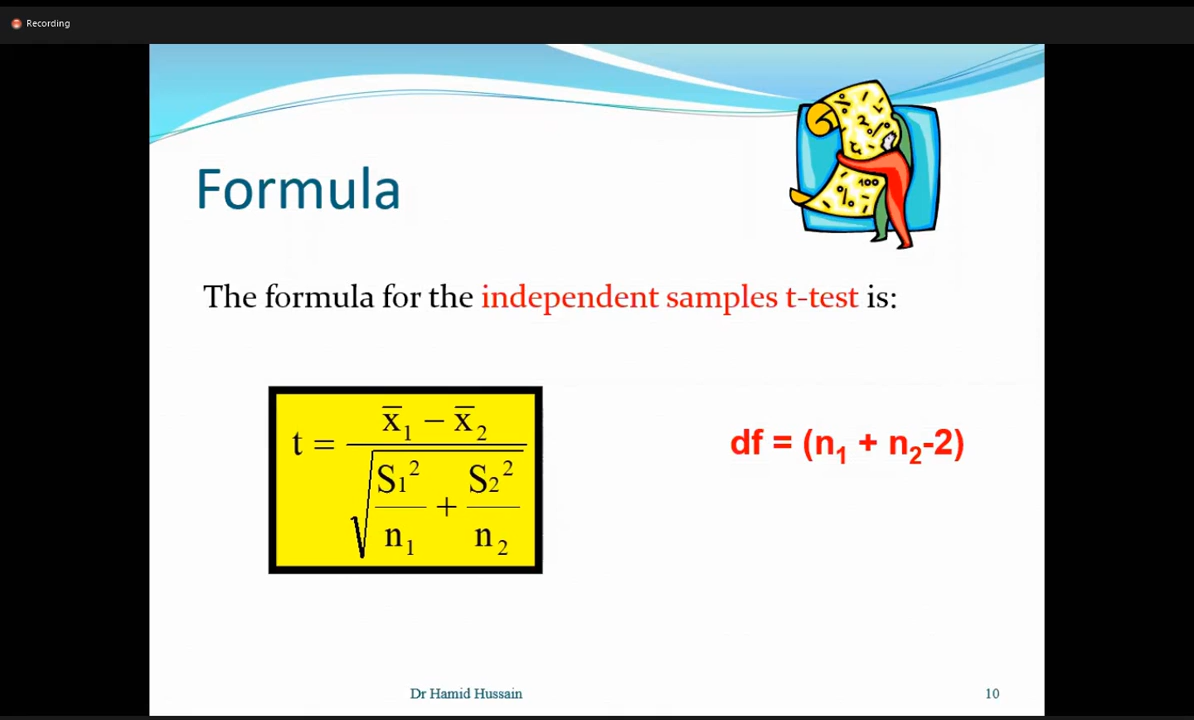 Recording
Formula
100
The formula for the independent samples t-test is:
t = (x̄₁ − x̄₂) / √(S₁²/n₁ + S₂²/n₂)
df = (n₁ + n₂-2)
Dr Hamid Hussain
10